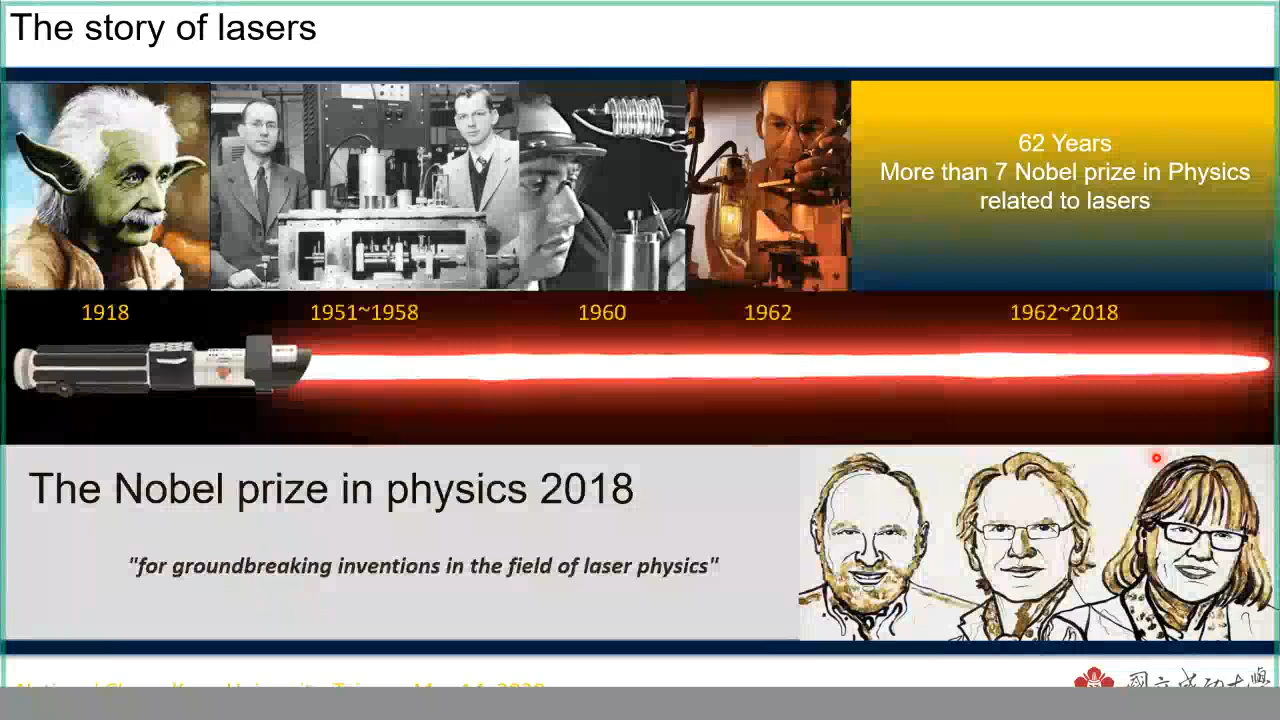 The story of lasers
62 Years
More than 7 Nobel prize in Physics
related to lasers
1918
1951~1958
1960
1962
1962~2018
The Nobel prize in physics 2018
"for groundbreaking inventions in the field of laser physics"